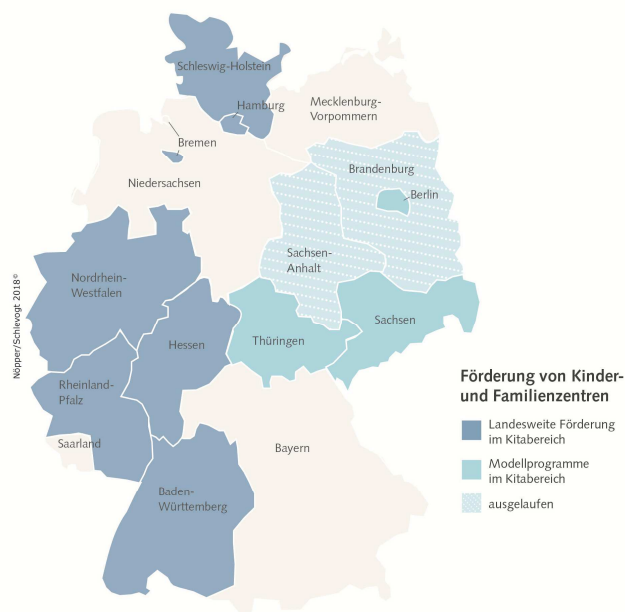 Schleswig-Holstein
Hamburg
Mecklenburg-
Vorpommern
Bremen
Niedersachsen
Brandenburg
Berlin
Sachsen-
Anhalt
Nordrhein-
Westfalen
Hessen
Thüringen
Sachsen
Rheinland-
Pfalz
Saarland
Bayern
Baden-
Württemberg
Nöpper/Schlevogt 2018©
Förderung von Kinder-
und Familienzentren
Landesweite Förderung
im Kitabereich
Modellprogramme
im Kitabereich
ausgelaufen